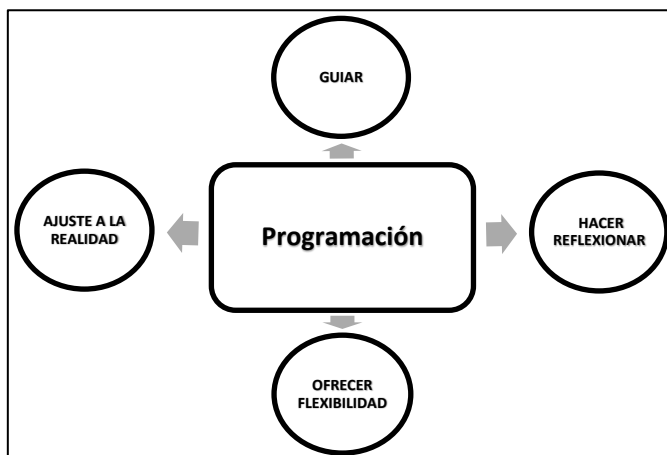 GUIAR
AJUSTE A LA
REALIDAD
Programación
HACER
REFLEXIONAR
OFRECER
FLEXIBILIDAD